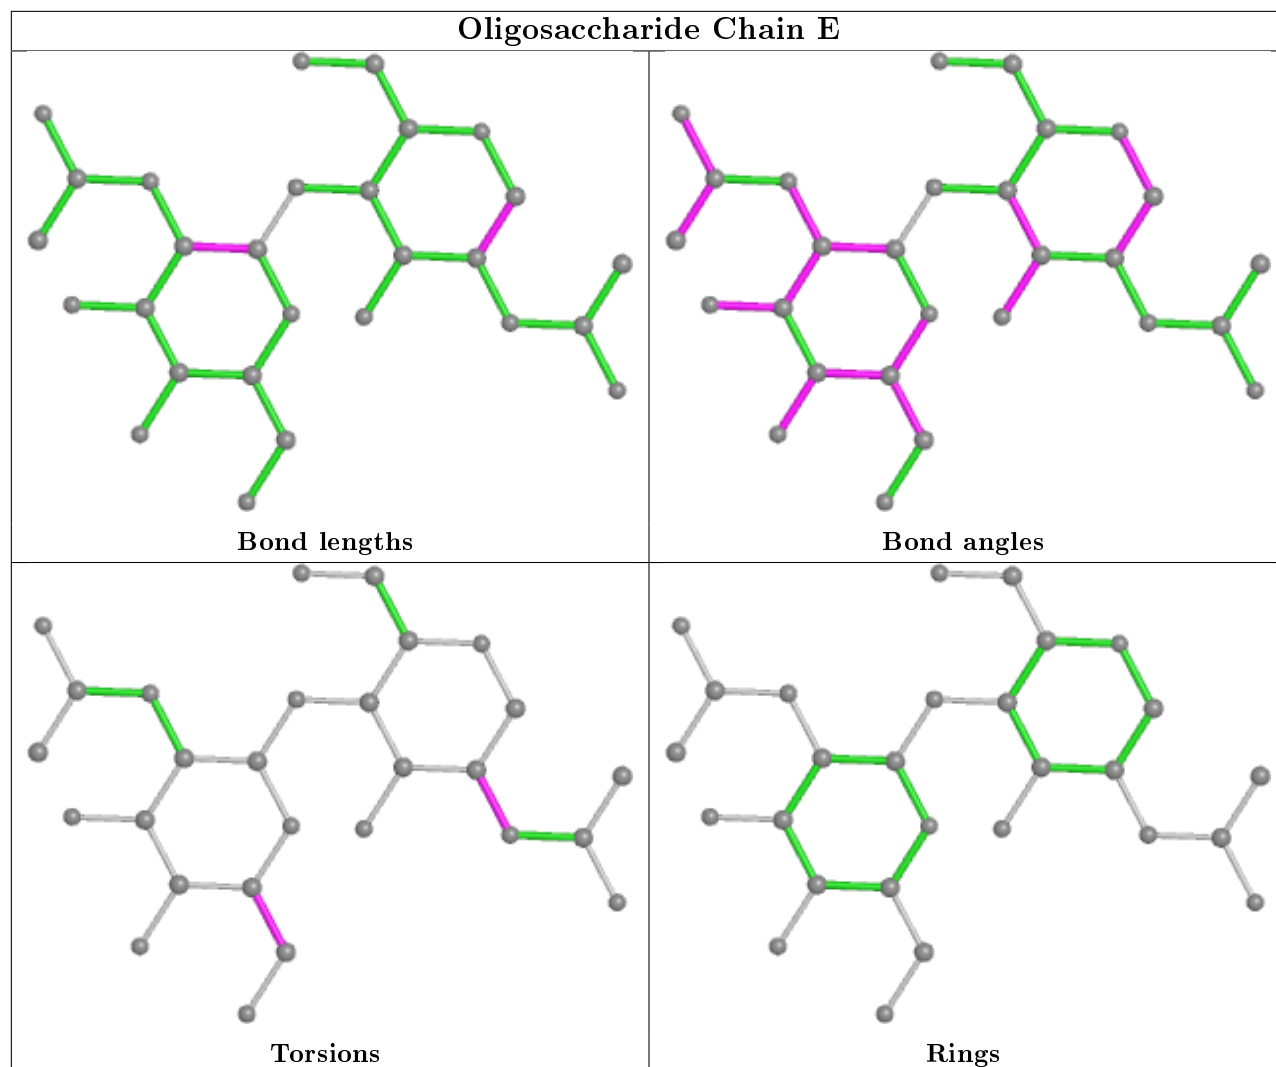 Oligosaccharide Chain E
Bond lengths
Bond angles
Torsions
Rings